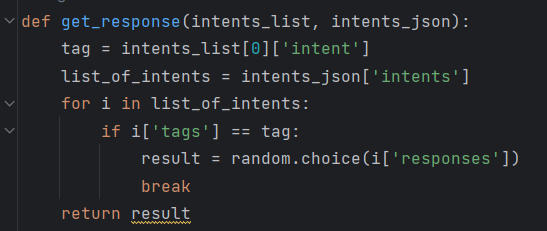 def get_response(intents_list, intents_json):
    tag = intents_list[0]['intent']
    list_of_intents = intents_json['intents']
    for i in list_of_intents:
        if i['tags'] == tag:
            result = random.choice(i['responses'])
            break
    return result